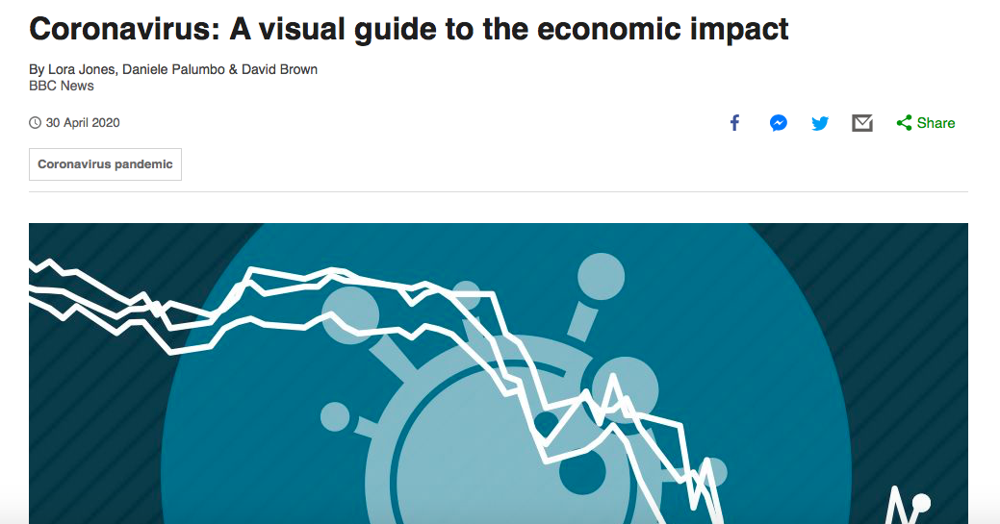 Coronavirus: A visual guide to the economic impact
By Lora Jones, Daniele Palumbo & David Brown
BBC News
30 April 2020
Share
Coronavirus pandemic